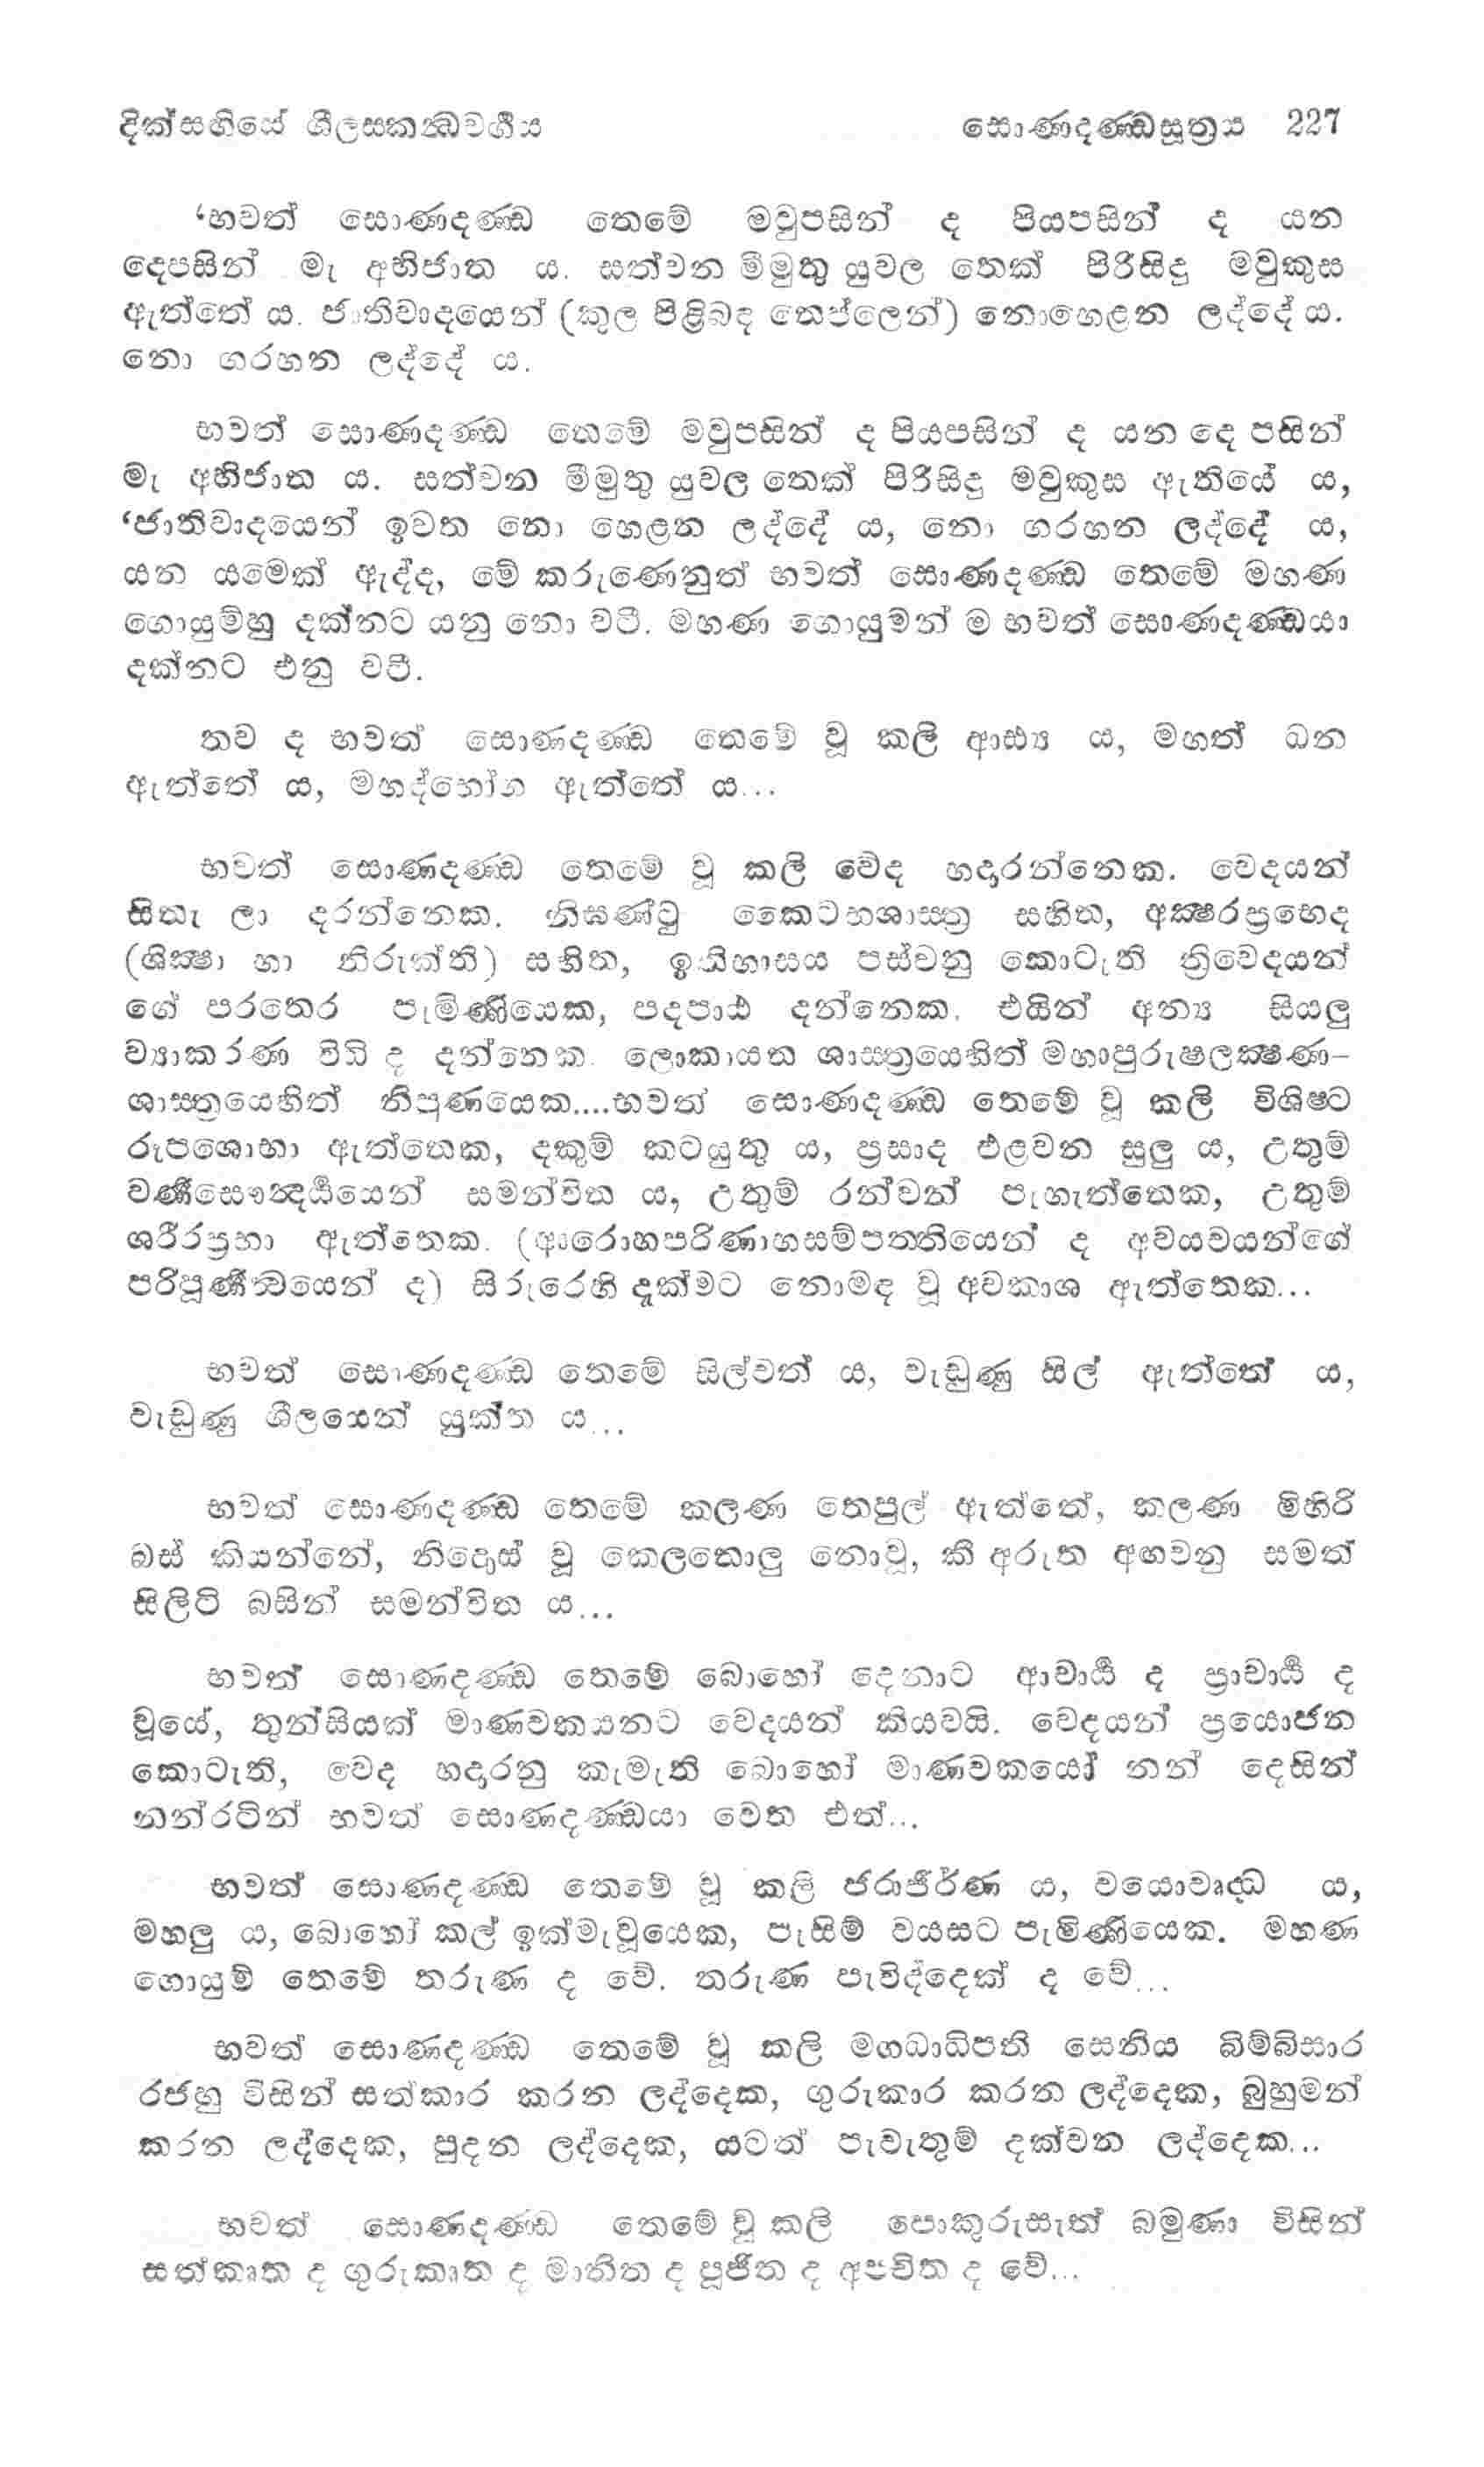 දික්සඟියේ ශීලස්කන්‍ධවර්‍ගය සොණදණ්ඩසූත්‍රය 227
‘භවත් සොණදණ්ඩ තෙමේ මවුපසින් ද පියපසින් ද යන
දෙපසින් මැ අභිජාත ය. සත්වන මීමුතු යුවල තෙක් පිරිසිදු මවුකුස
ඇත්තේ ය. ජාතිවාදයෙන් (කුල පිළිබඳ තෙප්ලෙන්) නොහෙළන ලද්දේ ය.
නො ගරහන ලද්දේ ය.
භවත් සොණදණ්ඩ තෙමේ මවුපසින් ද පියපසින් ද යන දෙ පසින්
මැ අභිජාත ය. සත්වන මීමුතු යුවල තෙක් පිරිසිදු මවුකුස ඇතියේ ය,
‘ජාතිවාදයෙන් ඉවත නො හෙළන ලද්දේ ය, නො ගරහන ලද්දේ ය,
යන යමෙක් ඇද්ද, මේ කරුණෙනුත් භවත් සොණදණ්ඩ තෙමේ මහණ
ගොයුම්හු දක්නට යනු නො වටී. මහණ ගොයුමන් ම භවත් සොණදණ්ඩයා
දක්නට එනු වටී.
තව ද භවත් සොණදණ්ඩ තෙමේ වූ කලි ආඪ්‍ය ය, මහත් ධන
ඇත්තේ ය, මහද්භෝග ඇත්තේ ය...
භවත් සොණදණ්ඩ තෙමේ වූ කලි වේද හදාරන්නෙක. වෙදයන්
සිතැ ලා දරන්නෙක. නිඝණ්ටු කෛටභශාස්ත්‍ර සහිත, අක්‍ෂරප්‍රභෙද
(ශික්‍ෂා හා නිරුක්ති) සහිත, ඉතිහාසය පස්වනු කොටැති ත්‍රිවෙදයන්
ගේ පරතෙර පැමිණියෙක, පදපාඨ දන්නෙක. එයින් අන්‍ය සියලු
ව්‍යාකරණ විධි ද දන්නෙක. ලොකායත ශාස්ත්‍රයෙහිත් මහාපුරුෂලක්‍ෂණ–
ශාස්ත්‍රයෙහිත් නිපුණයෙක....භවත් සොණදණ්ඩ තෙමේ වූ කලි විශිෂ්ට
රූපශොභා ඇත්තෙක, දකුම් කටයුතු ය, ප්‍රසාද එළවන සුලු ය, උතුම්
වර්‍ණසෞන්‍දර්‍ය්‍යයෙන් සමන්විත ය, උතුම් රන්වන් පැහැත්තෙක, උතුම්
ශරීරප්‍රභා ඇත්තෙක. (ආරොහපරිණාහසම්පත්තියෙන් ද අවයවයන්ගේ
පරිපූර්‍ණත්‍වයෙන් ද) සිරුරෙහි දැක්මට නොමඳ වූ අවකාශ ඇත්තෙක...
භවත් සොණදණ්ඩ තෙමේ සිල්වත් ය, වැඩුණු සිල් ඇත්තේ ය,
වැඩුණු ශීලයෙන් යුක්ත ය...
භවත් සොණදණ්ඩ තෙමේ කලණ තෙපුල් ඇත්තේ, කලණ මිහිරි
බස් කියන්නේ, නිදොස් වූ කෙලතොලු නොවූ, කී අරුත අඟවනු සමත්
සිලිටි බසින් සමන්විත ය...
භවත් සොණදණ්ඩ තෙමේ බොහෝ දෙනාට ආචාර්‍ය්‍ය ද ප්‍රාචාර්‍ය්‍ය ද
වූයේ, තුන්සියක් මාණවකයනට වෙදයන් කියවයි. වෙදයන් ප්‍රයොජන
කොටැති, වෙද හදාරනු කැමැති බොහෝ මාණවකයෝ නන් දෙසින්
නන්රටින් භවත් සොණදණ්ඩයා වෙත එත්...
භවත් සොණදණ්ඩ තෙමේ වූ කලි ජරාජීර්ණ ය, වයොවෘද්ධ ය,
මහලු ය, බොහෝ කල් ඉක්මැවූයෙක, පැසිම් වයසට පැමිණියෙක. මහණ
ගොයුම් තෙමේ තරුණ ද වේ. තරුණ පැවිද්දෙක් ද වේ...
භවත් සොණදණ්ඩ තෙමේ වූ කලි මගධාධිපති සෙනිය බිම්බිසාර
රජහු විසින් සත්කාර කරන ලද්දෙක, ගුරුකාර කරන ලද්දෙක, බුහුමන්
කරන ලද්දෙක, පුදන ලද්දෙක, යටත් පැවැතුම් දක්වන ලද්දෙක...
භවත් සොණදණ්ඩ තෙමේ වූ කලි පොකුරුසැත් බමුණා විසින්
සත්කෘත ද ගුරුකෘත ද මානිත ද පූජිත ද අපචිත ද වේ...